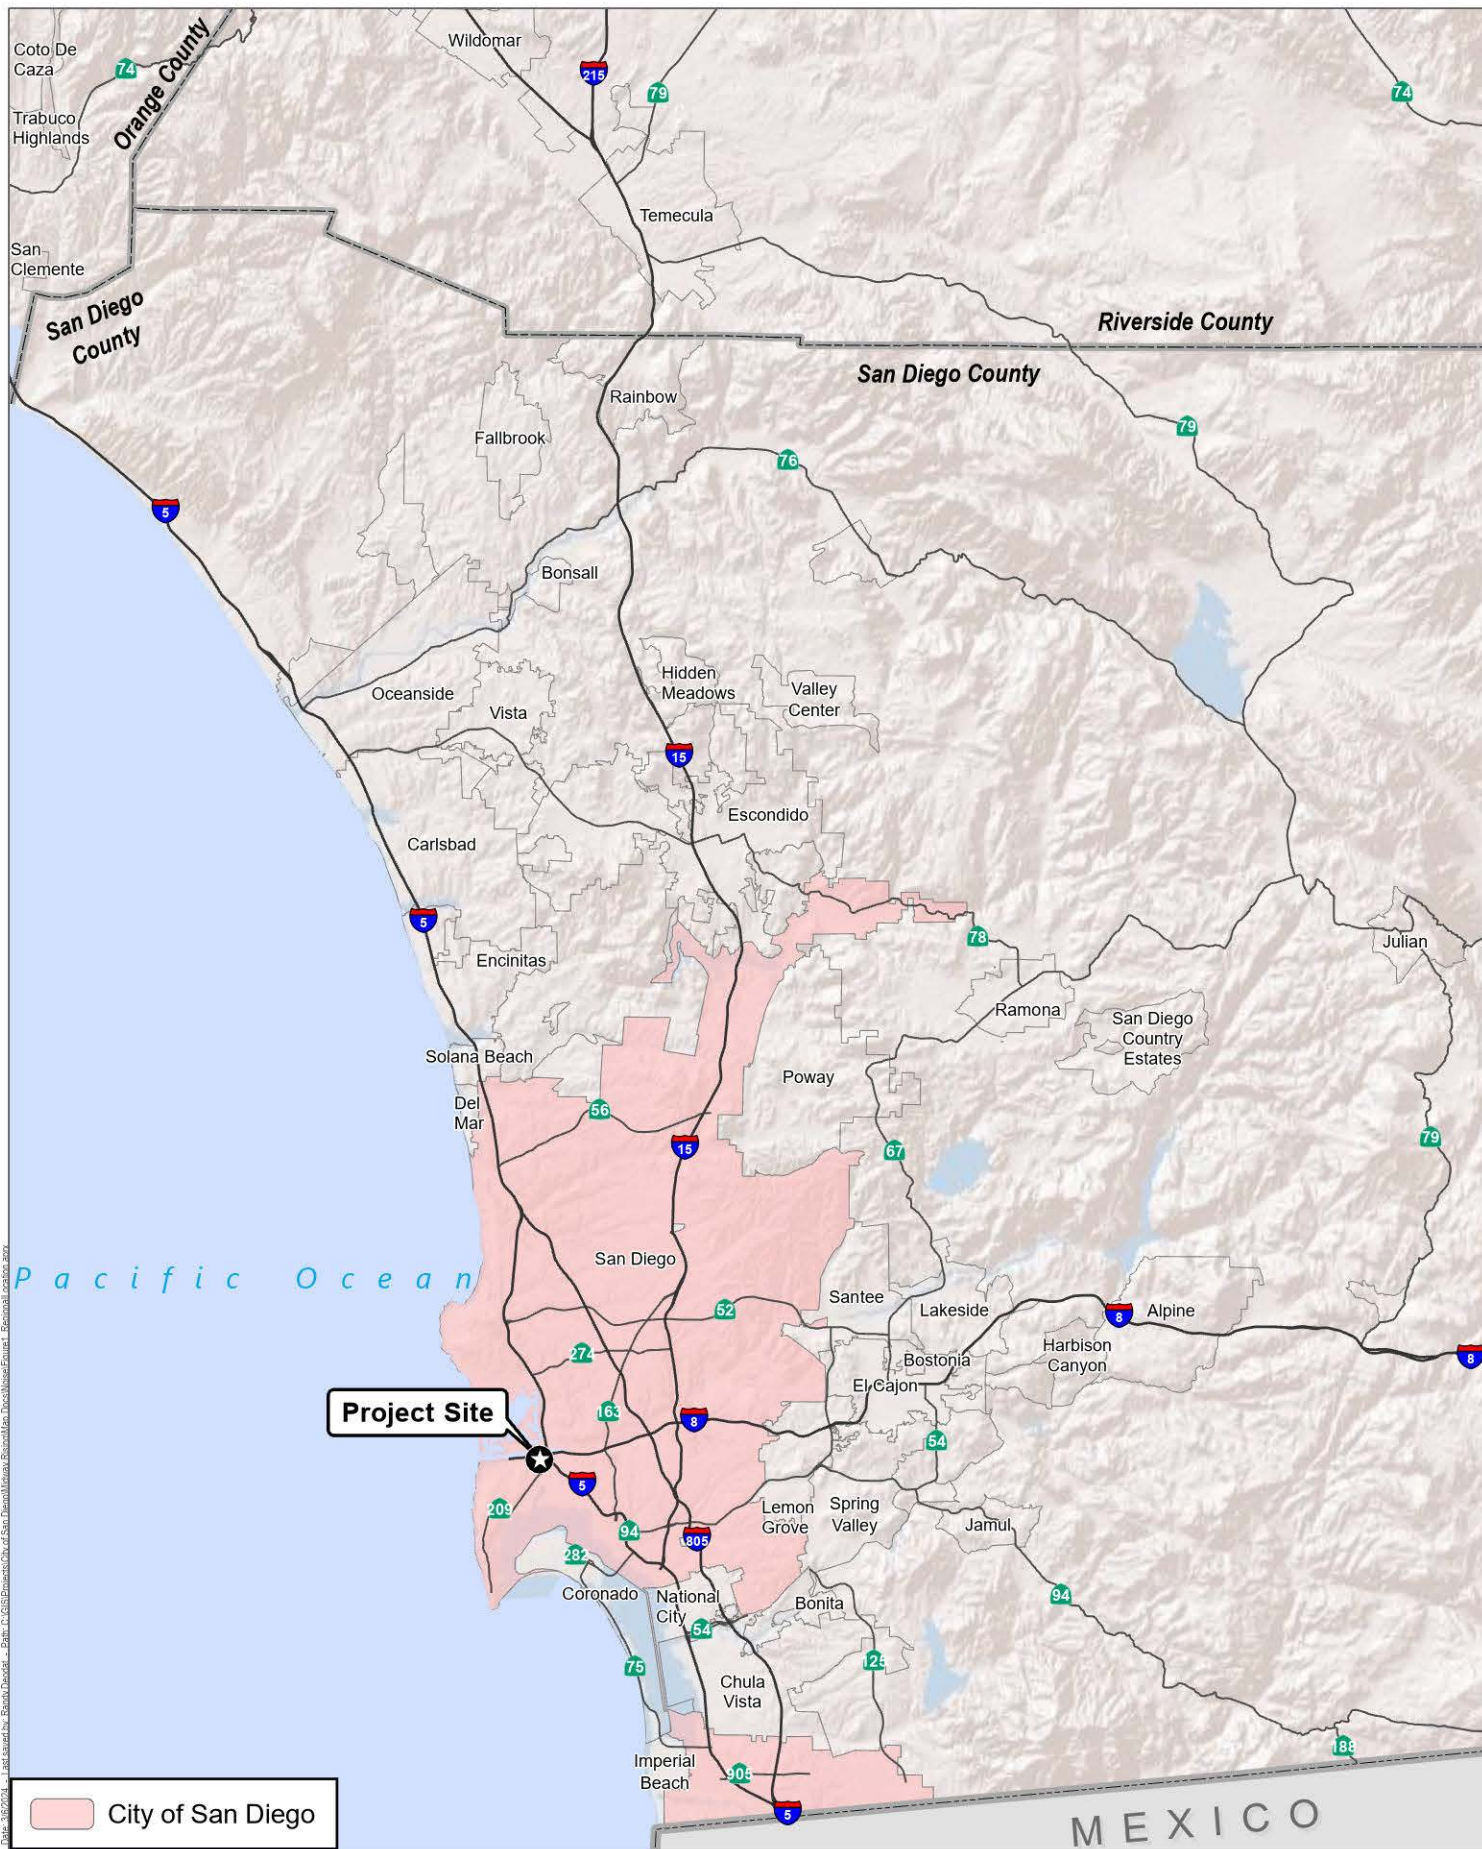 Coto De
Caza
74
Orange County
Wildomar
215
79
74
Trabuco
Highlands
Temecula
San
Clemente
San Diego
County
Riverside County
San Diego County
Rainbow
Fallbrook
79
76
5
Bonsall
Oceanside
Vista
Hidden
Meadows
Valley
Center
15
Escondido
Carlsbad
5
Encinitas
78
Julian
Ramona
San Diego
Country
Estates
Solana Beach
Poway
Del
Mar
56
15
67
79
San Diego
Pacific Ocean
52
Santee
Lakeside
8
Alpine
274
Bostonia
Harbison
Canyon
8
El Cajon
Project Site
163
8
54
5
209
94
805
Lemon
Grove
Spring
Valley
Jamul
282
Coronado
National
City
Bonita
94
54
75
125
Chula
Vista
188
Imperial
Beach
905
5
MEXICO
City of San Diego